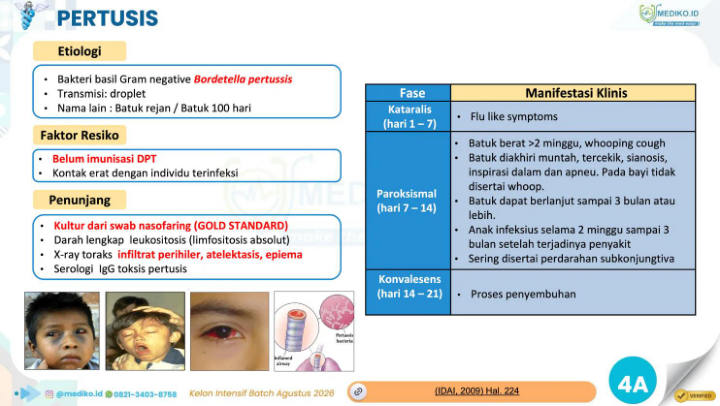 PERTUSIS
MEDIKO.ID
Etiologi
• Bakteri basil Gram negative Bordetella pertussis
• Transmisi: droplet
• Nama lain : Batuk rejan / Batuk 100 hari
Faktor Resiko
• Belum imunisasi DPT
• Kontak erat dengan individu terinfeksi
Penunjang
• Kultur dari swab nasofaring (GOLD STANDARD)
• Darah lengkap leukositosis (limfositosis absolut)
• X-ray toraks infiltrat perihiler, atelektasis, epiema
• Serologi IgG toksis pertusis
Fase
Manifestasi Klinis
Kataralis
(hari 1 – 7)
• Flu like symptoms
Paroksismal
(hari 7 – 14)
• Batuk berat >2 minggu, whooping cough
• Batuk diakhiri muntah, tercekik, sianosis,
inspirasi dalam dan apneu. Pada bayi tidak
disertai whoop.
• Batuk dapat berlanjut sampai 3 bulan atau
lebih.
• Anak infeksius selama 2 minggu sampai 3
bulan setelah terjadinya penyakit
• Sering disertai perdarahan subkonjungtiva
Konvalesens
(hari 14 – 21)
• Proses penyembuhan
Pertussis
bacteria
Inflamed
airway
@mediko.id
0821-3403-8758
Kelon Intensif Batch Agustus 2026
(IDAI, 2009) Hal. 224
4A
VERIFIED